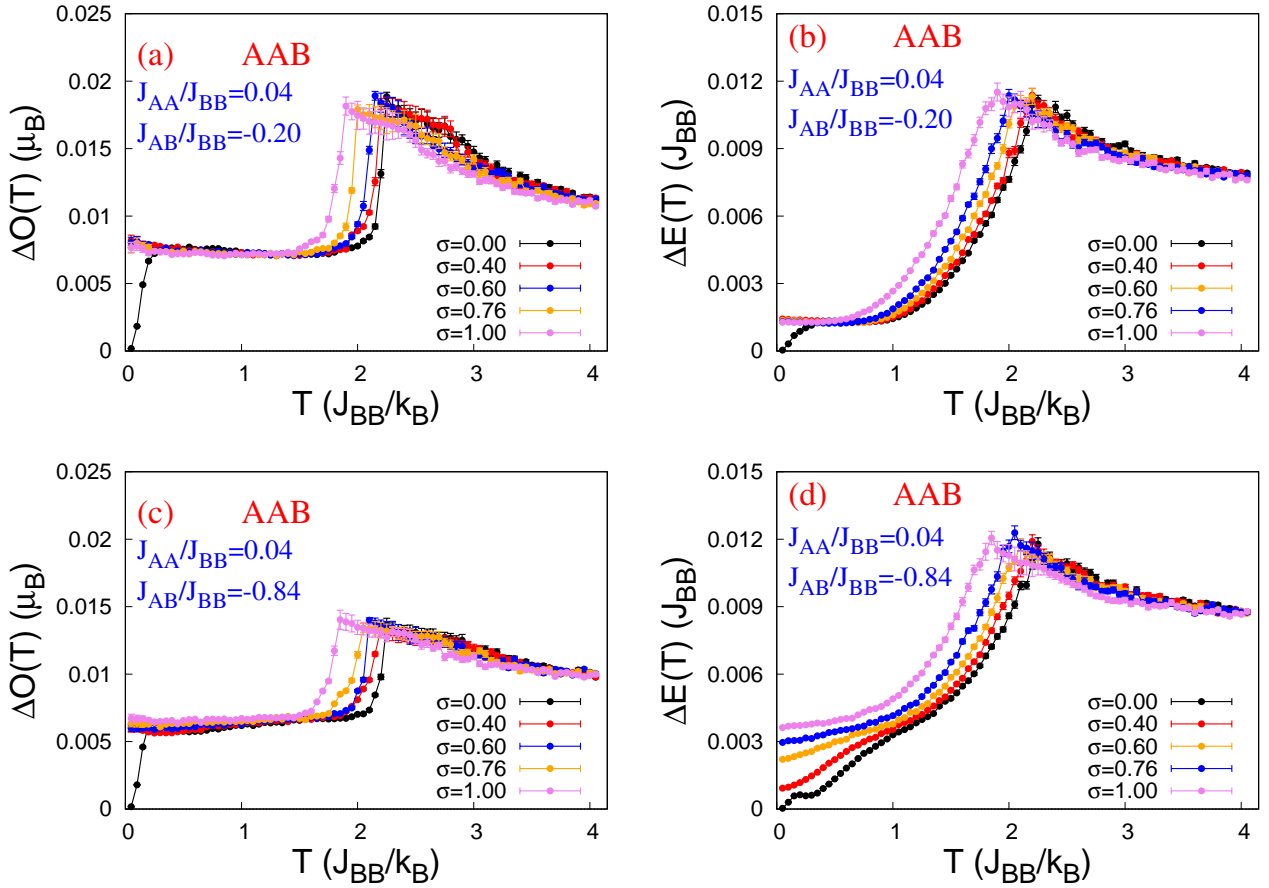 0.025
0.02
0.015
0.01
0.005
0
ΔO(T) (μ_B)
(a) AAB
J_AA/J_BB=0.04
J_AB/J_BB=-0.20
σ=0.00
σ=0.40
σ=0.60
σ=0.76
σ=1.00
0 1 2 3 4
T (J_BB/k_B)
0.015
0.012
0.009
0.006
0.003
0
ΔE(T) (J_BB)
(b) AAB
J_AA/J_BB=0.04
J_AB/J_BB=-0.20
σ=0.00
σ=0.40
σ=0.60
σ=0.76
σ=1.00
0 1 2 3 4
T (J_BB/k_B)
0.025
0.02
0.015
0.01
0.005
0
ΔO(T) (μ_B)
(c) AAB
J_AA/J_BB=0.04
J_AB/J_BB=-0.84
σ=0.00
σ=0.40
σ=0.60
σ=0.76
σ=1.00
0 1 2 3 4
T (J_BB/k_B)
0.015
0.012
0.009
0.006
0.003
0
ΔE(T) (J_BB)
(d) AAB
J_AA/J_BB=0.04
J_AB/J_BB=-0.84
σ=0.00
σ=0.40
σ=0.60
σ=0.76
σ=1.00
0 1 2 3 4
T (J_BB/k_B)